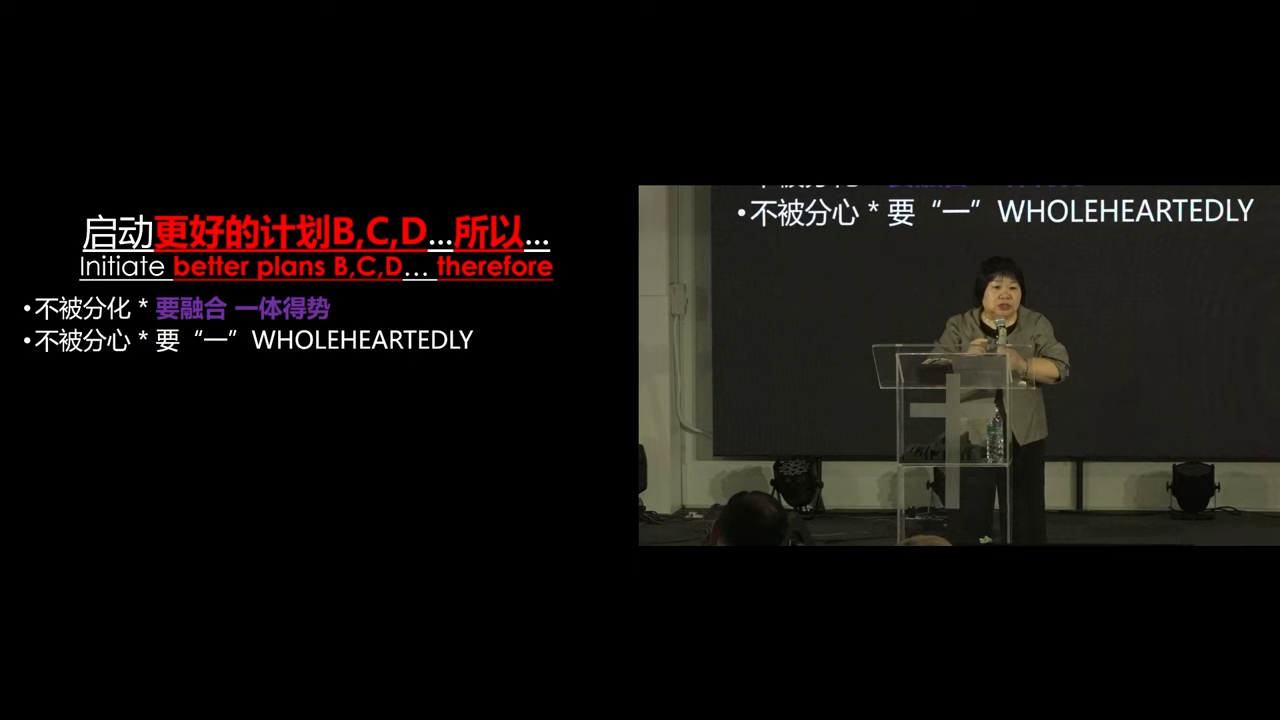 启动更好的计划B,C,D...所以...
Initiate better plans B,C,D... therefore
•不被分化 * 要融合 一体得势
•不被分心 * 要 “一” WHOLEHEARTEDLY
•不被分心 * 要 “一” WHOLEHEARTEDLY